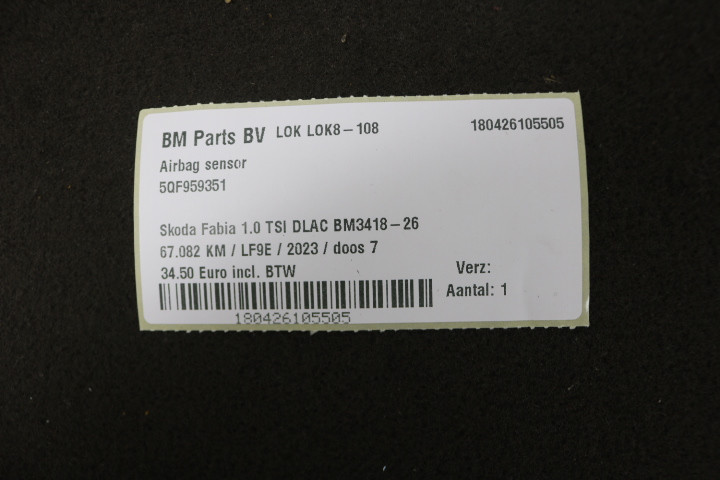 BM Parts BV LOK LOK8-108 180426105505
Airbag sensor
5QF959351
Skoda Fabia 1.0 TSI DLAC BM3418-26
67.082 KM / LF9E / 2023 / doos 7
34.50 Euro incl. BTW Verz:
Aantal: 1
180426105505